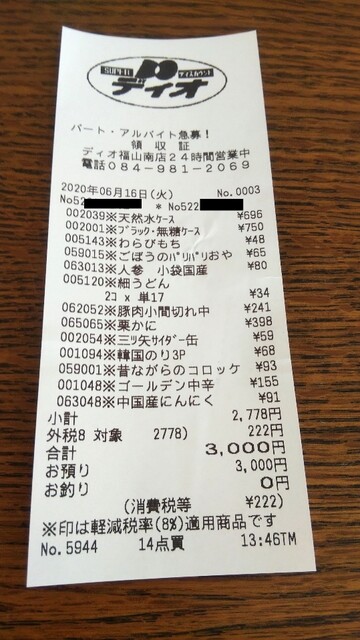 SUPER ディスカウント
ディオ
パート・アルバイト急募!
領収証
ディオ福山南店24時間営業中
電話084-981-2069
2020年06月16日(火) No.0003
No52 * No522
002039※天然水ケース ¥696
002001※ブラック・無糖ケース ¥750
005143※わらびもち ¥48
059015※ごぼうのパリパリおや ¥65
063013※人参 小袋国産 ¥80
005120※細うどん
2コ x 単17 ¥34
062052※豚肉小間切れ中 ¥241
065065※栗かに ¥398
002054※三ツ矢サイダー缶 ¥59
001094※韓国のり3P ¥68
059001※昔ながらのコロッケ ¥93
001048※ゴールデン中辛 ¥155
063048※中国産にんにく ¥91
小計 2,778円
外税8 対象 2778) 222円
合計 3,000円
お預り 3,000円
お釣り 0円
(消費税等 ¥222)
※印は軽減税率(8%)適用商品です
No.5944 14点買 13:46TM